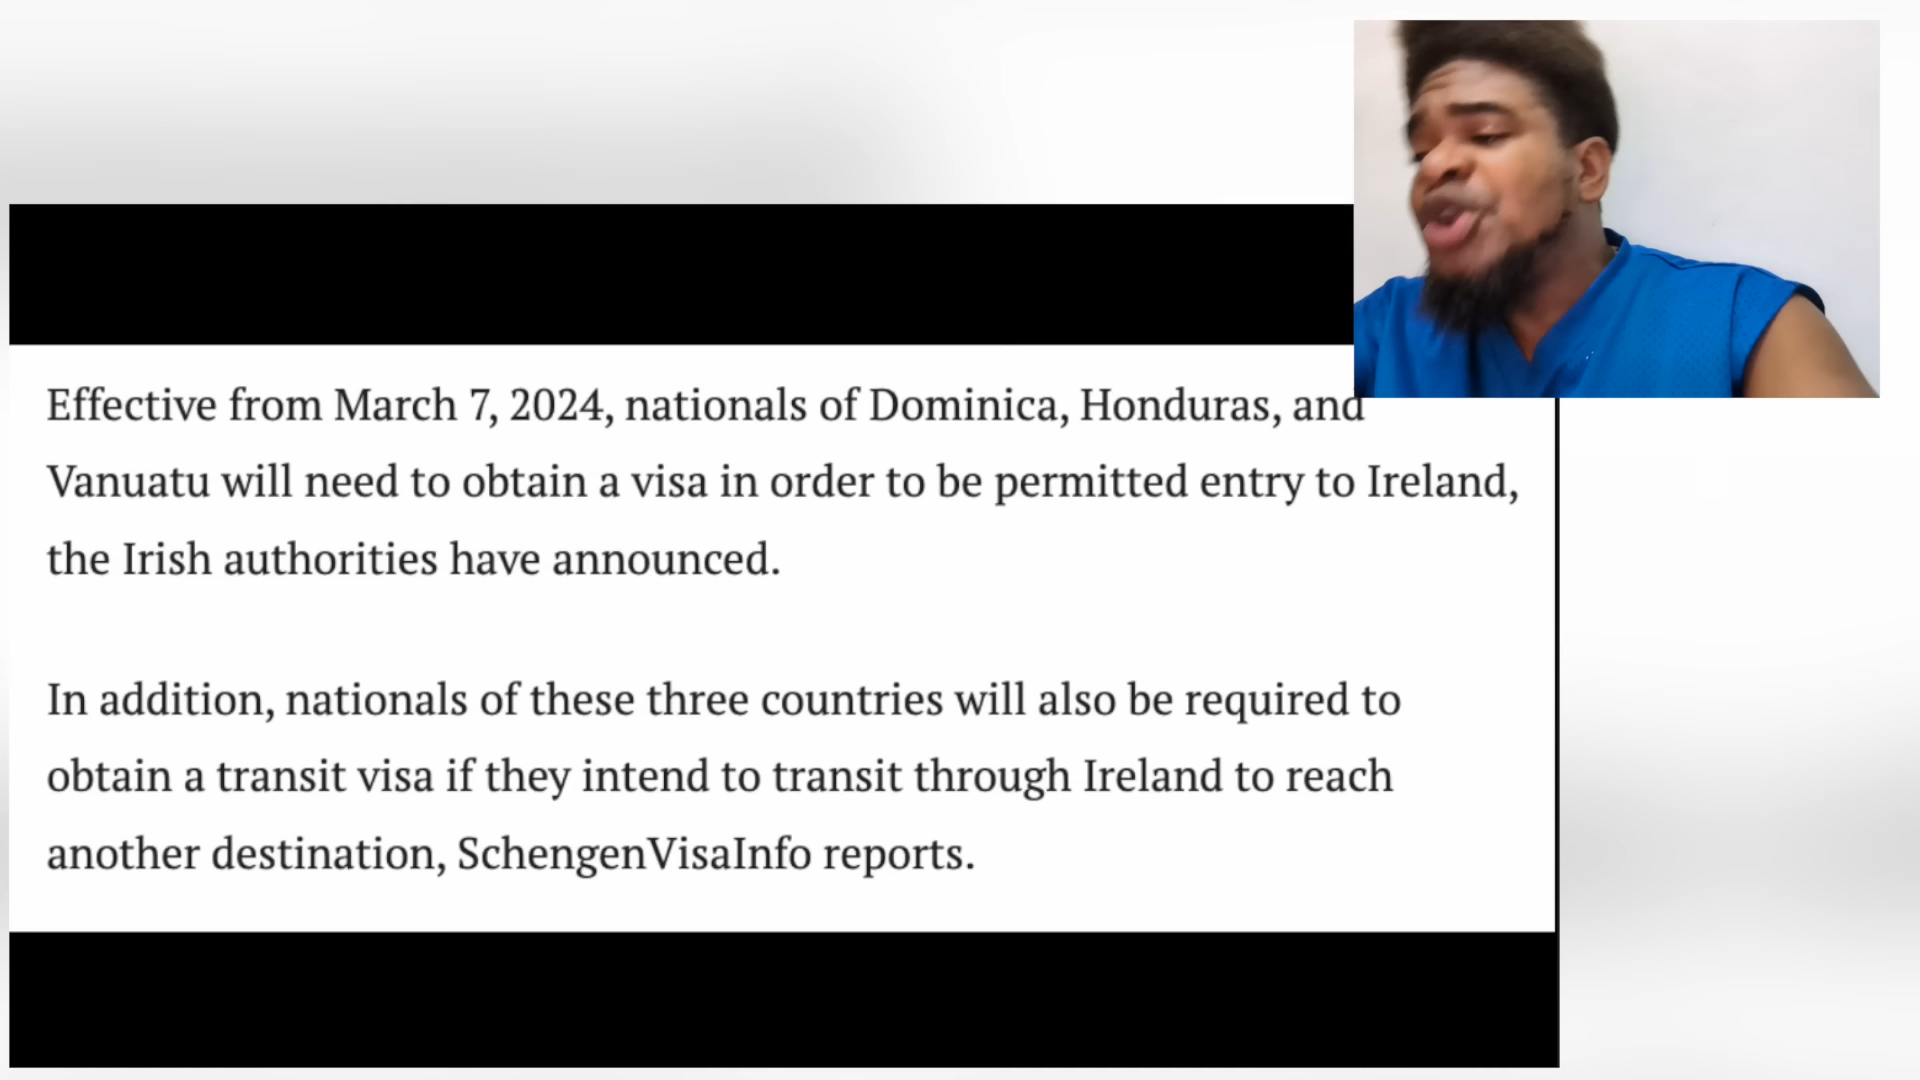 Effective from March 7, 2024, nationals of Dominica, Honduras, and
Vanuatu will need to obtain a visa in order to be permitted entry to Ireland,
the Irish authorities have announced.
In addition, nationals of these three countries will also be required to
obtain a transit visa if they intend to transit through Ireland to reach
another destination, SchengenVisaInfo reports.